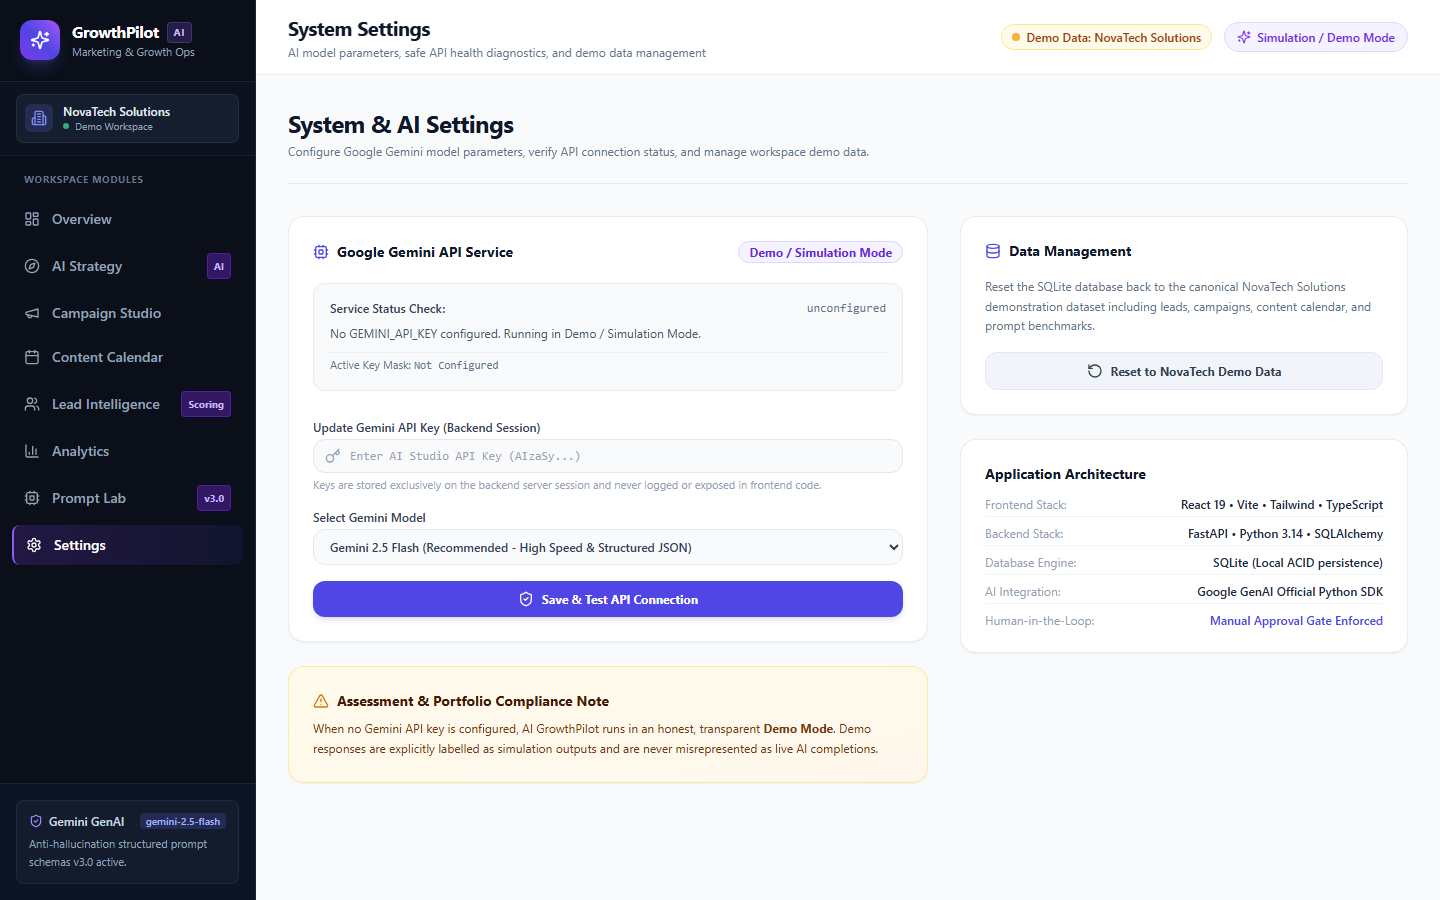 GrowthPilot AI
Marketing & Growth Ops
NovaTech Solutions
Demo Workspace
WORKSPACE MODULES
Overview
AI Strategy AI
Campaign Studio
Content Calendar
Lead Intelligence Scoring
Analytics
Prompt Lab v3.0
Settings
Gemini GenAI gemini-2.5-flash
Anti-hallucination structured prompt
schemas v3.0 active.
System Settings
AI model parameters, safe API health diagnostics, and demo data management
Demo Data: NovaTech Solutions
Simulation / Demo Mode
System & AI Settings
Configure Google Gemini model parameters, verify API connection status, and manage workspace demo data.
Google Gemini API Service
Demo / Simulation Mode
Service Status Check: unconfigured
No GEMINI_API_KEY configured. Running in Demo / Simulation Mode.
Active Key Mask: Not Configured
Update Gemini API Key (Backend Session)
Enter AI Studio API Key (AIzaSy...)
Keys are stored exclusively on the backend server session and never logged or exposed in frontend code.
Select Gemini Model
Gemini 2.5 Flash (Recommended - High Speed & Structured JSON)
Save & Test API Connection
Assessment & Portfolio Compliance Note
When no Gemini API key is configured, AI GrowthPilot runs in an honest, transparent Demo Mode. Demo
responses are explicitly labelled as simulation outputs and are never misrepresented as live AI completions.
Data Management
Reset the SQLite database back to the canonical NovaTech Solutions
demonstration dataset including leads, campaigns, content calendar, and
prompt benchmarks.
Reset to NovaTech Demo Data
Application Architecture
Frontend Stack: React 19 • Vite • Tailwind • TypeScript
Backend Stack: FastAPI • Python 3.14 • SQLAlchemy
Database Engine: SQLite (Local ACID persistence)
AI Integration: Google GenAI Official Python SDK
Human-in-the-Loop: Manual Approval Gate Enforced